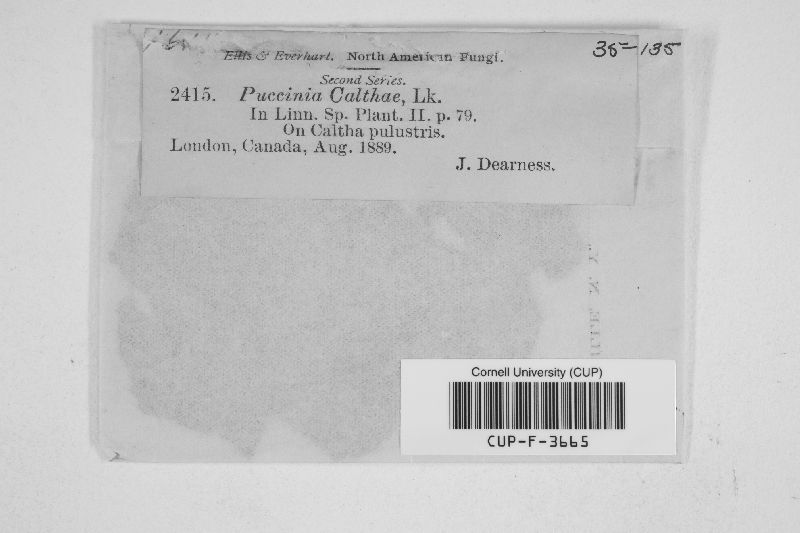 Ellis & Everhart. North American Fungi.
35-135
Second Series.
2415. Puccinia Calthae, Lk.
In Linn. Sp. Plant. II. p. 79.
On Caltha pulustris.
London, Canada, Aug. 1889.
J. Dearness.
N. Y.
Cornell University (CUP)
CUP-F-3665